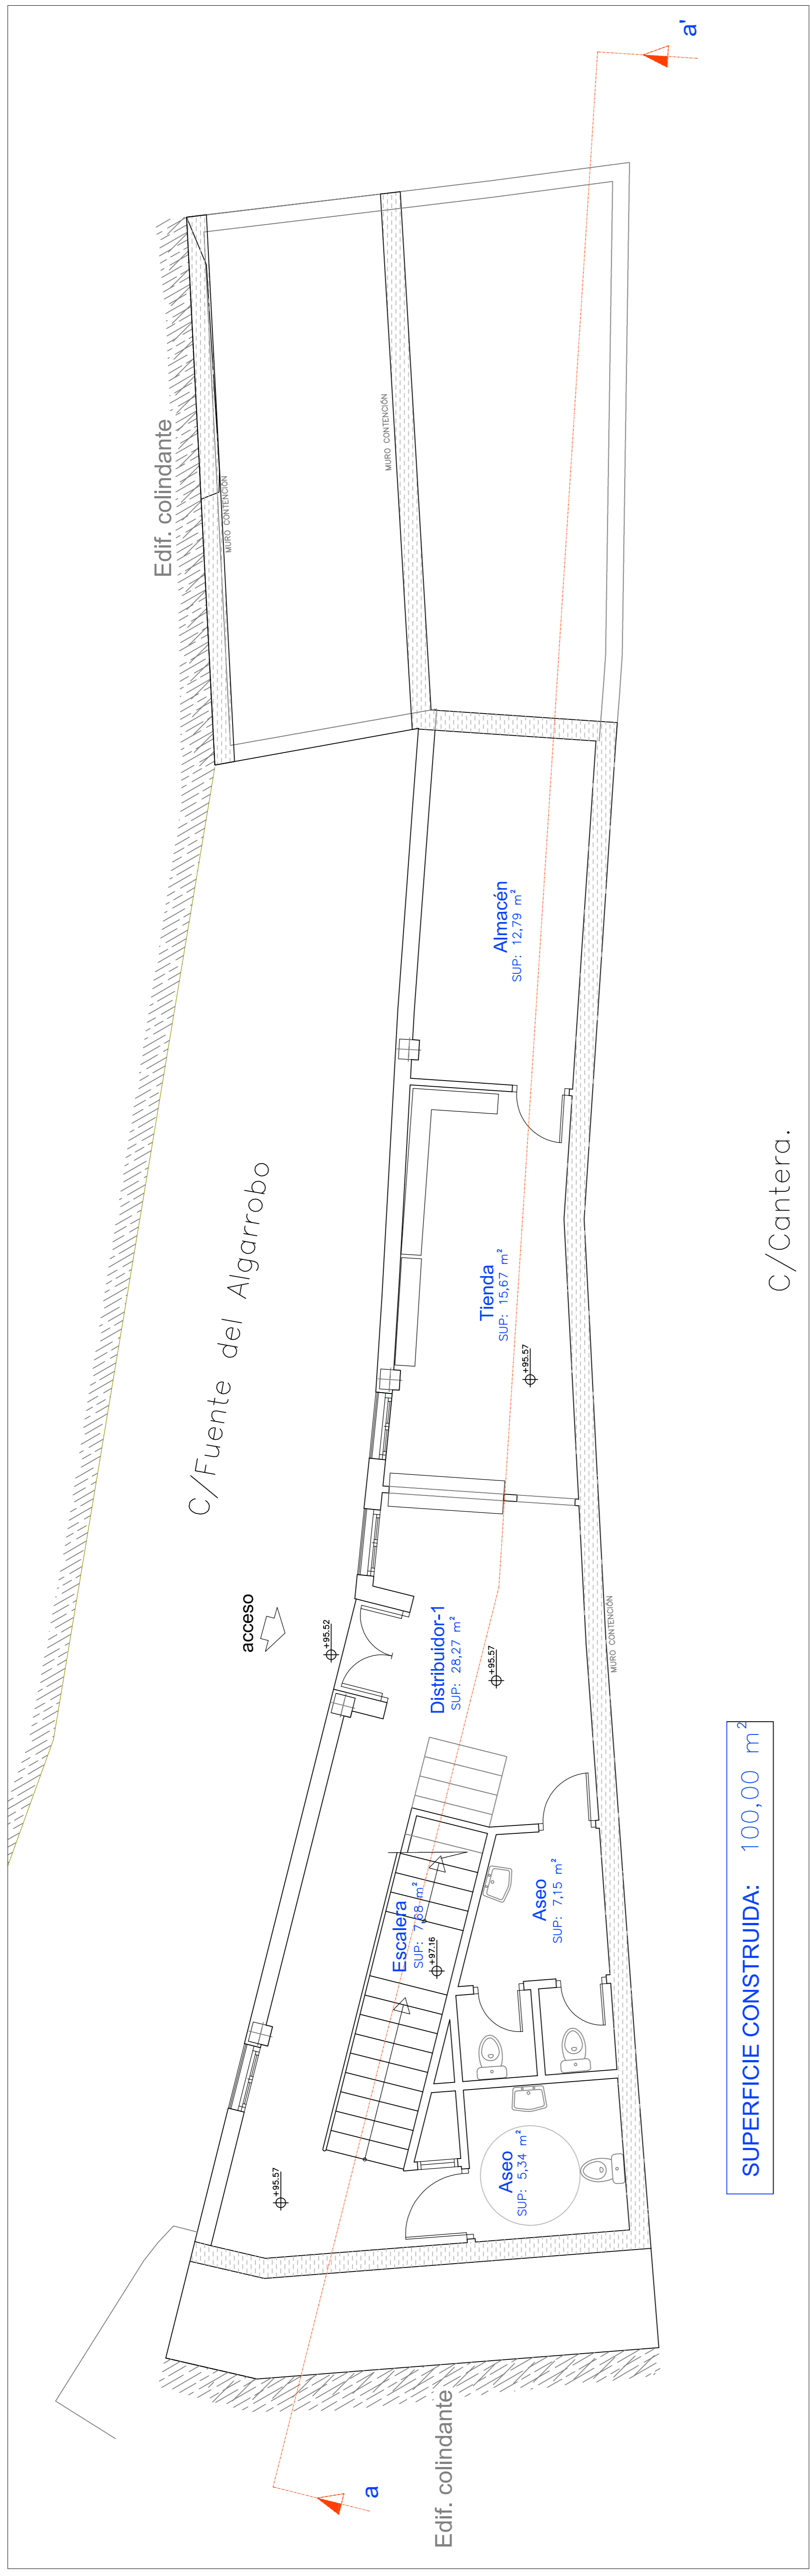 a'
Edif. colindante
MURO CONTENCIÓN
MURO CONTENCIÓN
Almacén
SUP: 12,79 m²
C/Fuente del Algarrobo
C/Cantera.
Tienda
SUP: 15,67 m²
+95.57
acceso
+95.52
Distribuidor-1
SUP: 28,27 m²
+95.57
MURO CONTENCIÓN
Escalera
SUP: 7,68 m²
+97.16
Aseo
SUP: 7,15 m²
SUPERFICIE CONSTRUIDA: 100,00 m²
Aseo
SUP: 5,34 m²
+95.57
a
Edif. colindante